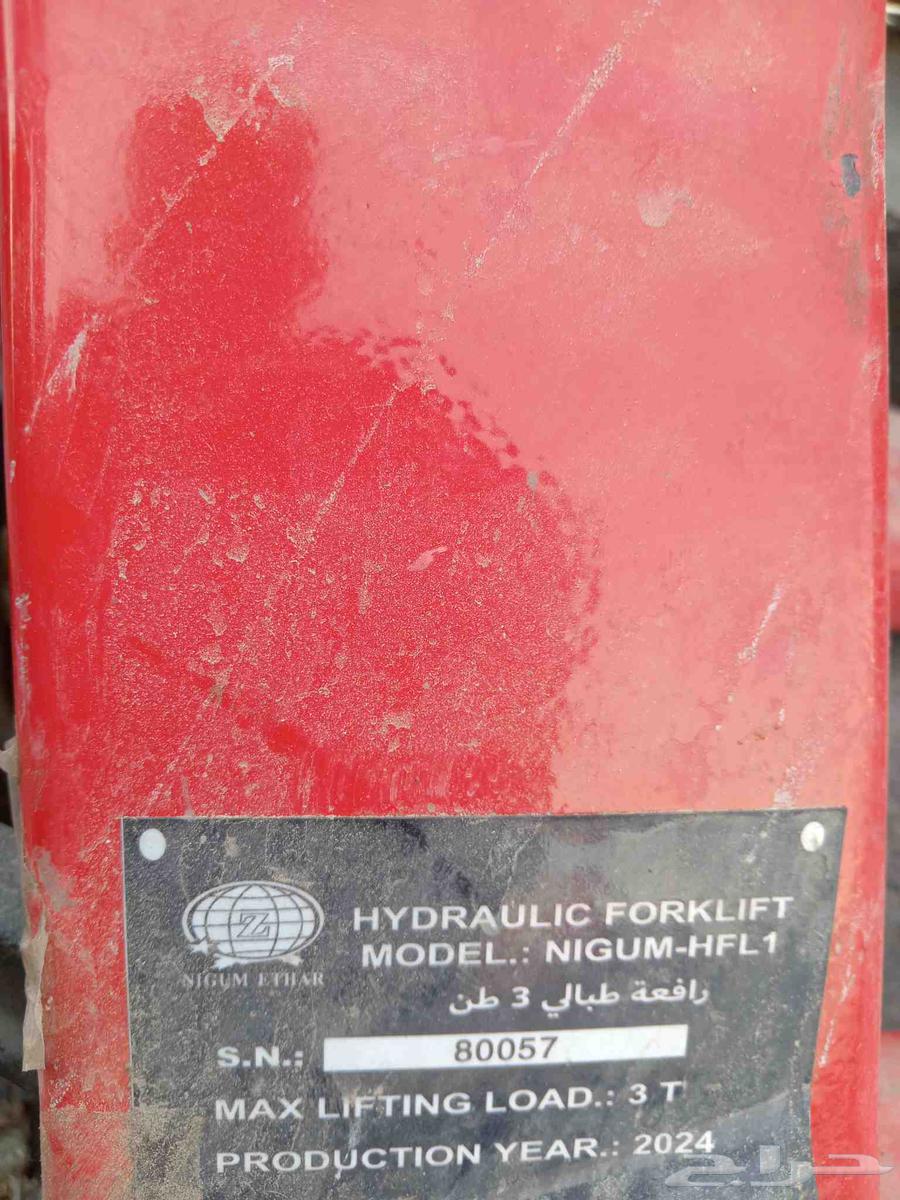 Z
NIGUM ETHAR
HYDRAULIC FORKLIFT
MODEL.: NIGUM-HFL1
رافعة طبالي 3 طن
S.N.: 80057
MAX LIFTING LOAD.: 3 T
PRODUCTION YEAR.: 2024
حراج